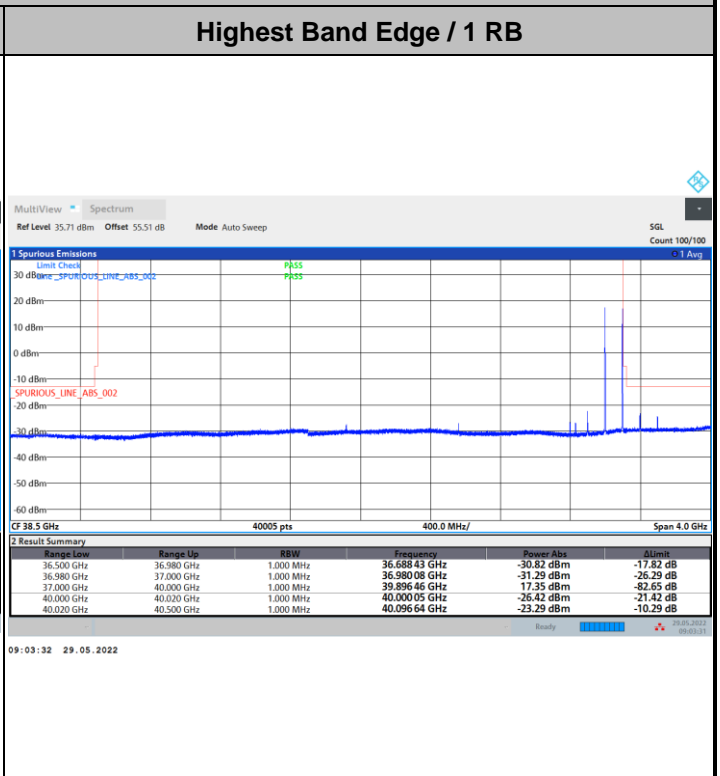 Highest Band Edge / 1 RB
MultiView Spectrum
Ref Level 35.71 dBm Offset 55.51 dB Mode Auto Sweep SGL
Count 100/100
1 Spurious Emissions 1 Avg
Limit Check PASS
30 dBm Line _SPURIOUS_LINE_ABS_002 PASS
20 dBm
10 dBm
0 dBm
-10 dBm
_SPURIOUS_LINE_ABS_002
-20 dBm
-30 dBm
-40 dBm
-50 dBm
-60 dBm
CF 38.5 GHz 40005 pts 400.0 MHz/ Span 4.0 GHz
2 Result Summary
Range Low Range Up RBW Frequency Power Abs ΔLimit
36.500 GHz 36.980 GHz 1.000 MHz 36.688 43 GHz -30.82 dBm -17.82 dB
36.980 GHz 37.000 GHz 1.000 MHz 36.980 08 GHz -31.29 dBm -26.29 dB
37.000 GHz 40.000 GHz 1.000 MHz 39.896 46 GHz 17.35 dBm -82.65 dB
40.000 GHz 40.020 GHz 1.000 MHz 40.000 05 GHz -26.42 dBm -21.42 dB
40.020 GHz 40.500 GHz 1.000 MHz 40.096 64 GHz -23.29 dBm -10.29 dB
Ready 29.05.2022
09:03:31
09:03:32 29.05.2022